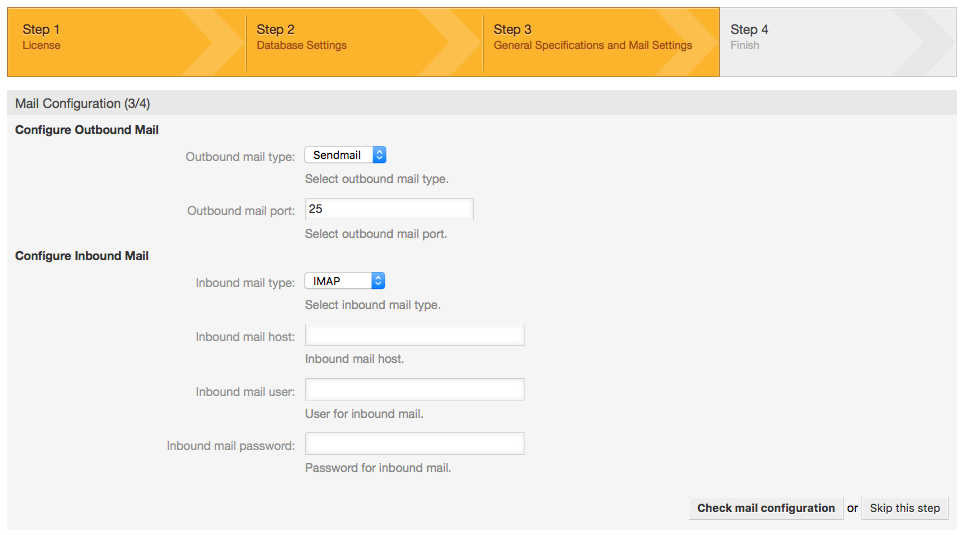 Step 1
License
Step 2
Database Settings
Step 3
General Specifications and Mail Settings
Step 4
Finish
Mail Configuration (3/4)
Configure Outbound Mail
Outbound mail type: Sendmail
Select outbound mail type.
Outbound mail port: 25
Select outbound mail port.
Configure Inbound Mail
Inbound mail type: IMAP
Select inbound mail type.
Inbound mail host:
Inbound mail host.
Inbound mail user:
User for inbound mail.
Inbound mail password:
Password for inbound mail.
Check mail configuration or Skip this step